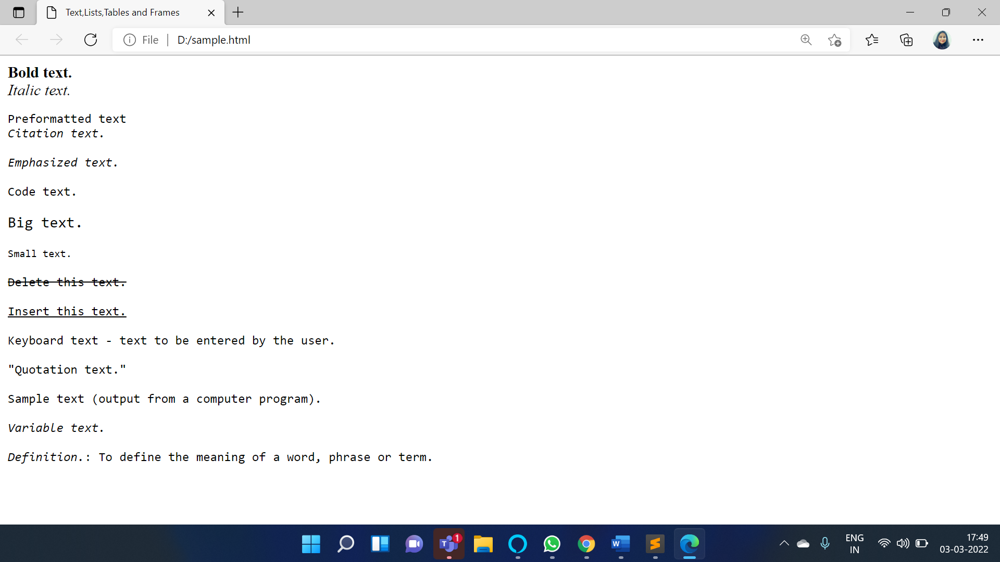 Text,Lists,Tables and Frames
File
D:/sample.html
Bold text.
Italic text.
Preformatted text
Citation text.
Emphasized text.
Code text.
Big text.
Small text.
Delete this text.
Insert this text.
Keyboard text - text to be entered by the user.
"Quotation text."
Sample text (output from a computer program).
Variable text.
Definition.: To define the meaning of a word, phrase or term.
T
1
W
ENG
IN
17:49
03-03-2022